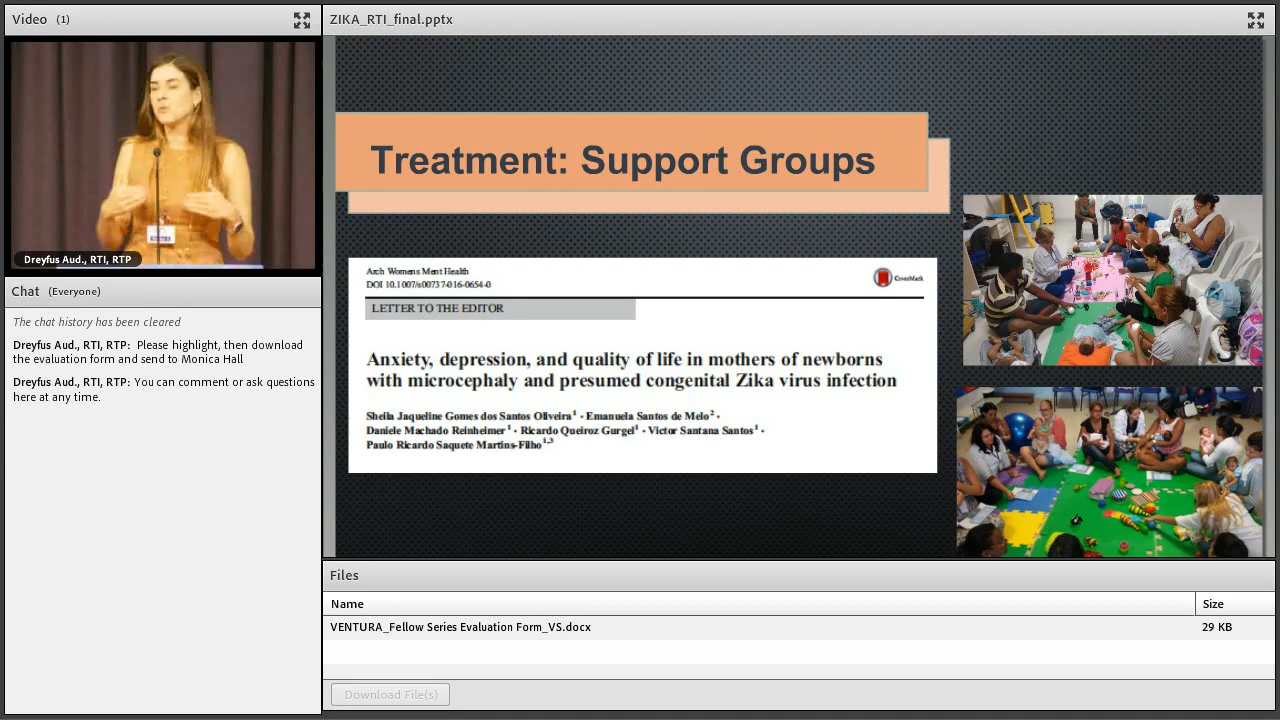 Video (1)
Dreyfus Aud., RTI, RTP
Chat (Everyone)
The chat history has been cleared
Dreyfus Aud., RTI, RTP: Please highlight, then download
the evaluation form and send to Monica Hall
Dreyfus Aud., RTI, RTP: You can comment or ask questions
here at any time.
ZIKA_RTI_final.pptx
Treatment: Support Groups
Arch Womens Ment Health
DOI 10.1007/s00737-016-0654-0
CrossMark
LETTER TO THE EDITOR
Anxiety, depression, and quality of life in mothers of newborns
with microcephaly and presumed congenital Zika virus infection
Sheila Jaqueline Gomes dos Santos Oliveira1 · Emanuela Santos de Melo2 ·
Daniele Machado Reinheimer1 · Ricardo Queiroz Gurgel1 · Victor Santana Santos1 ·
Paulo Ricardo Saquete Martins-Filho1,3
Files
Name Size
VENTURA_Fellow Series Evaluation Form_VS.docx 29 KB
Download File(s)